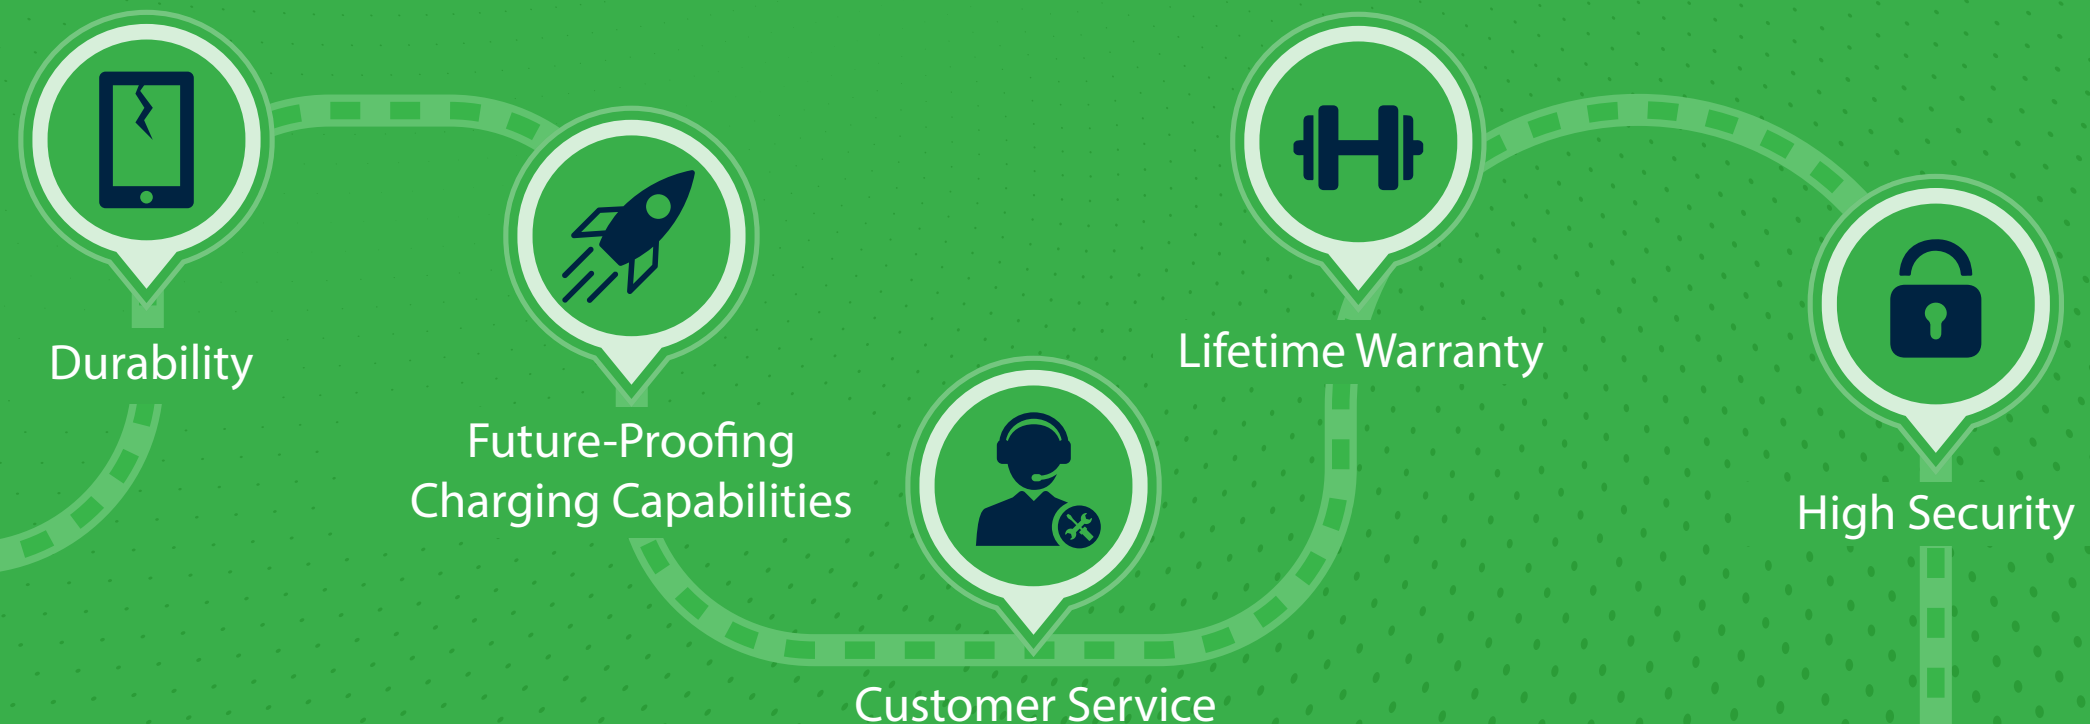 Durability
Future-Proofing
Charging Capabilities
Customer Service
Lifetime Warranty
High Security